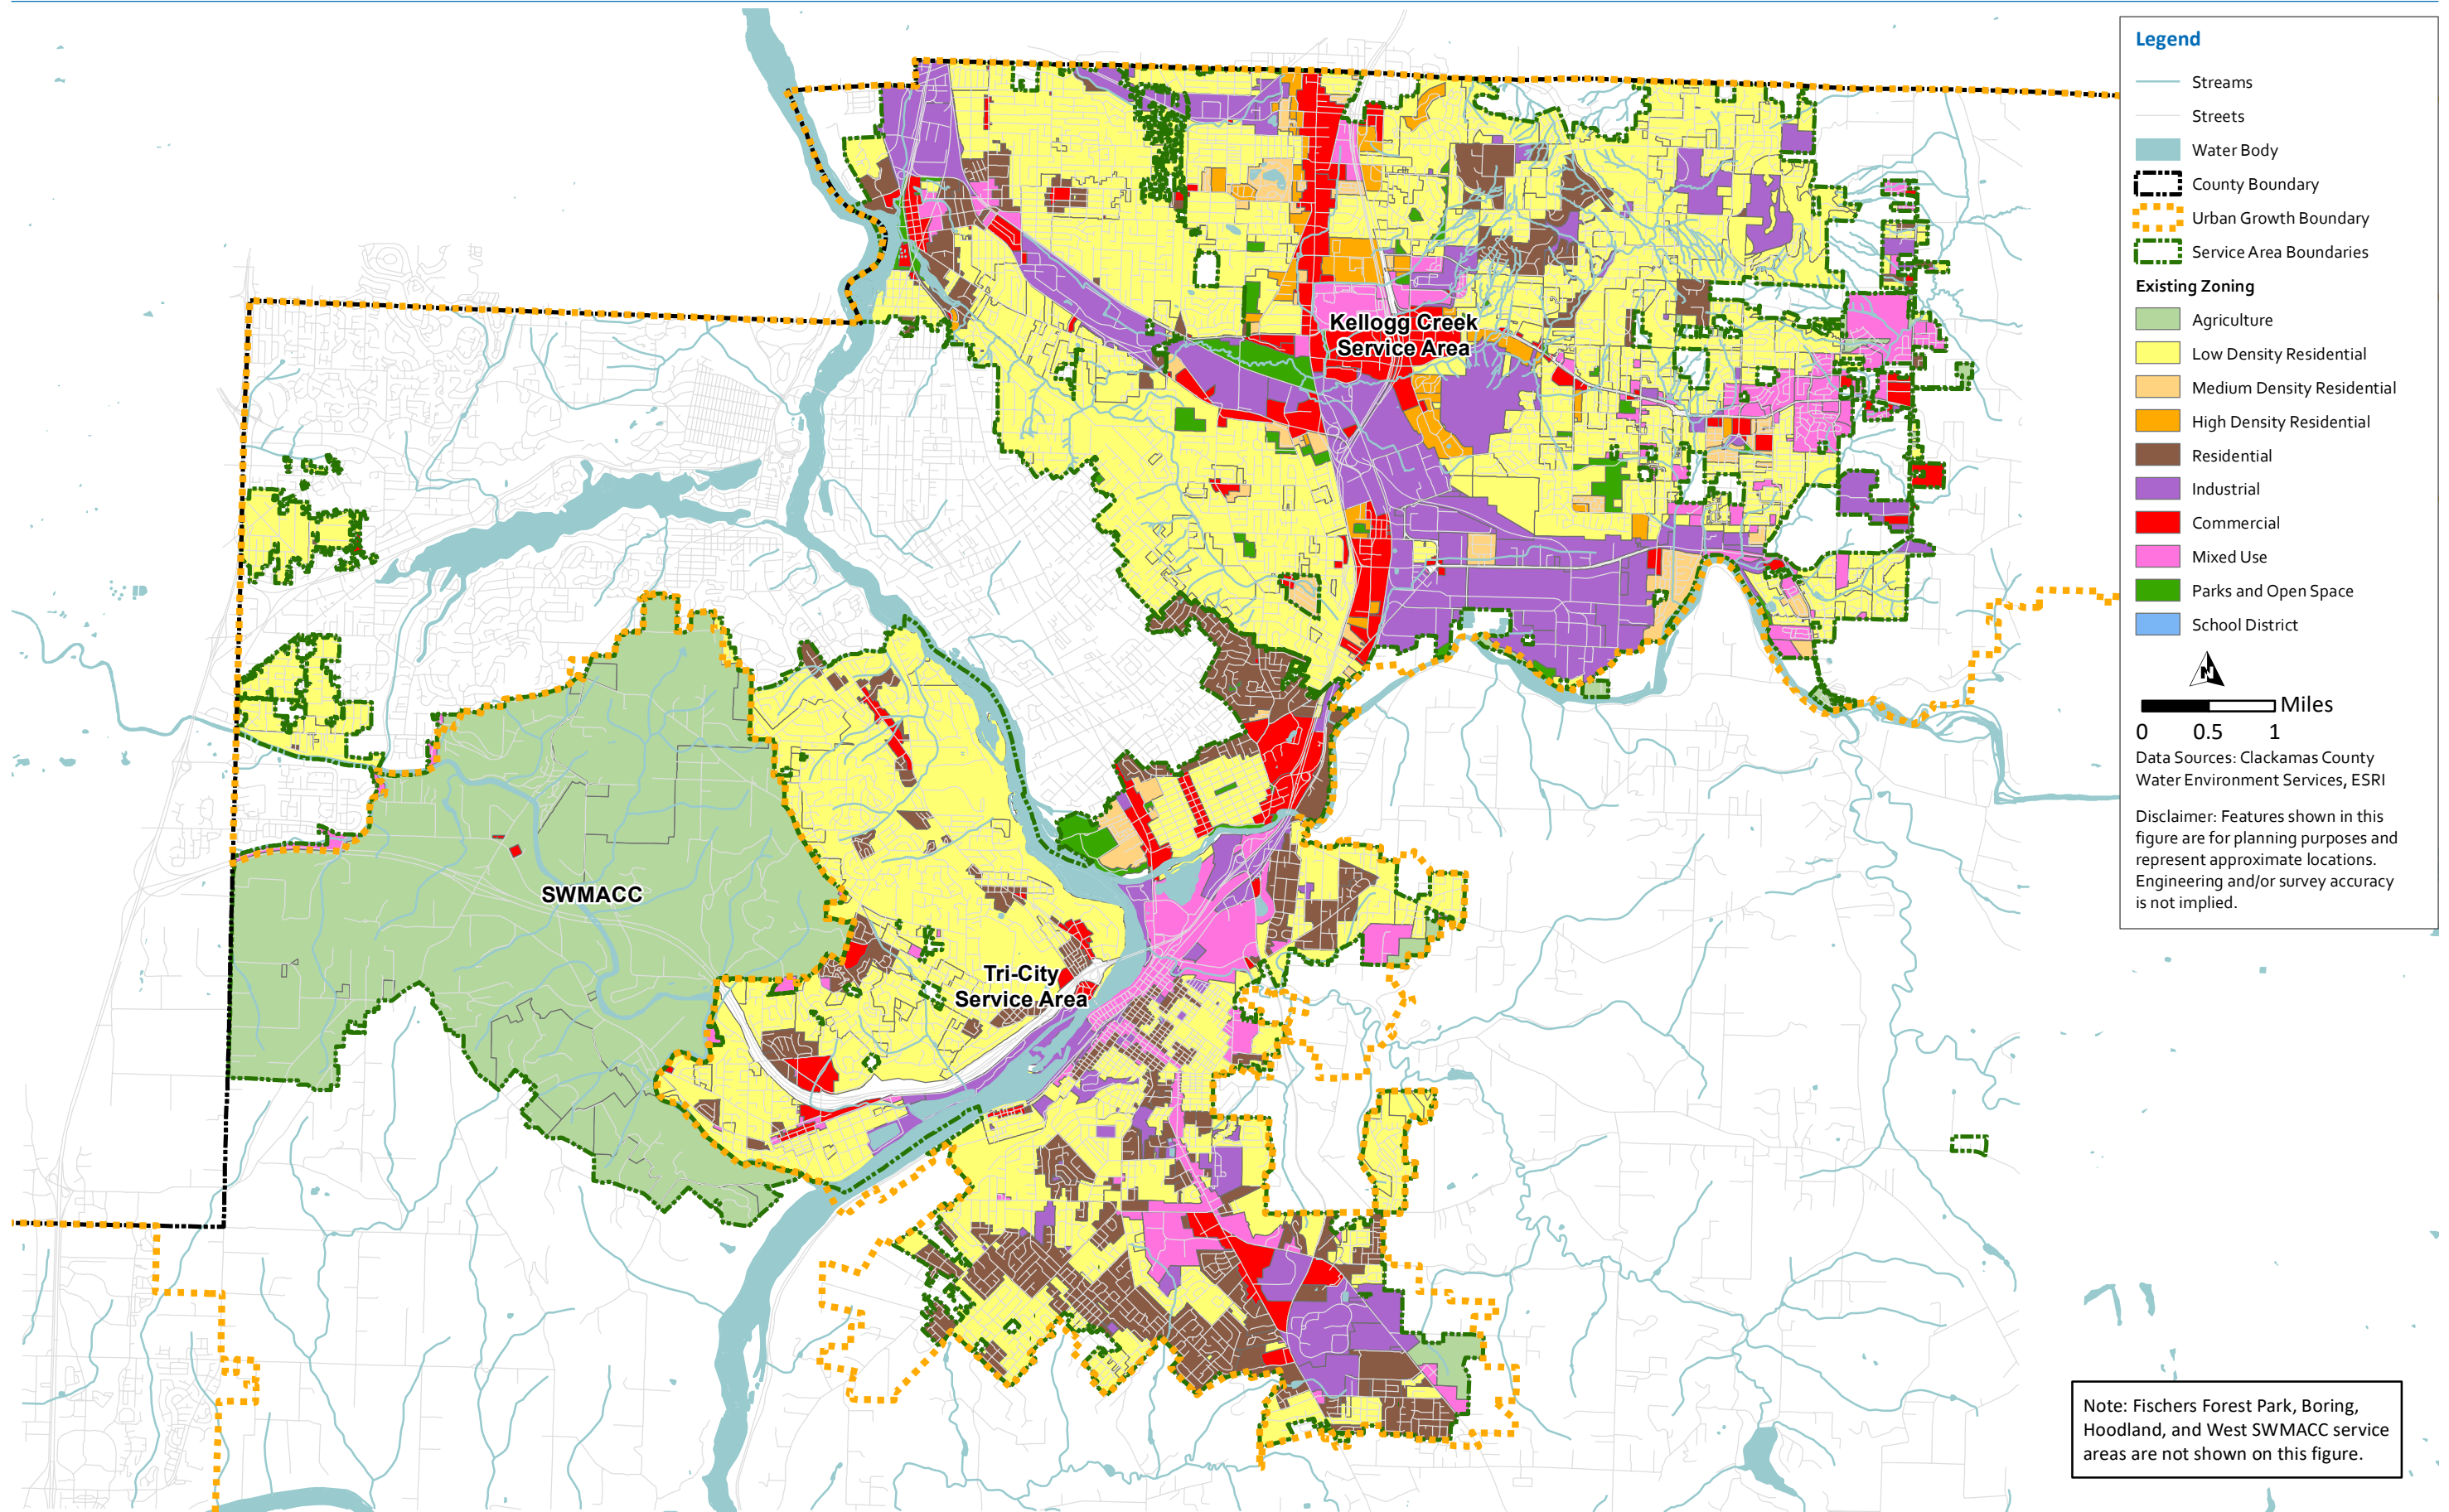 Legend
Streams
Streets
Water Body
County Boundary
Urban Growth Boundary
Service Area Boundaries
Existing Zoning
Agriculture
Low Density Residential
Medium Density Residential
High Density Residential
Residential
Industrial
Commercial
Mixed Use
Parks and Open Space
School District
N
Miles
0 0.5 1
Data Sources: Clackamas County
Water Environment Services, ESRI
Disclaimer: Features shown in this
figure are for planning purposes and
represent approximate locations.
Engineering and/or survey accuracy
is not implied.
Kellogg Creek
Service Area
SWMACC
Tri-City
Service Area
Note: Fischers Forest Park, Boring,
Hoodland, and West SWMACC service
areas are not shown on this figure.